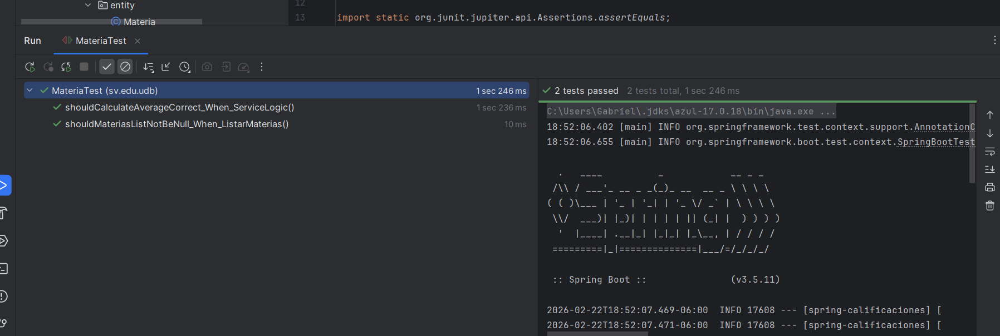 entity
Materia
12
13 import static org.junit.jupiter.api.Assertions.assertEquals;
Run MateriaTest
MateriaTest (sv.edu.udb) 1 sec 246 ms
shouldCalculateAverageCorrect_When_ServiceLogic() 1 sec 236 ms
shouldMateriasListNotBeNull_When_ListarMaterias() 10 ms
2 tests passed 2 tests total, 1 sec 246 ms
C:\Users\Gabriel\.jdks\azul-17.0.18\bin\java.exe ...
18:52:06.402 [main] INFO org.springframework.test.context.support.AnnotationC
18:52:06.655 [main] INFO org.springframework.boot.test.context.SpringBootTest
  .   ____          _            __ _ _
 /\\ / ___'_ __ _ _(_)_ __  __ _ \ \ \ \
( ( )\___ | '_ | '_| | '_ \/ _` | \ \ \ \
 \\/  ___)| |_)| | | | | || (_| |  ) ) ) )
  '  |____| .__|_| |_|_| |_\__, | / / / /
 =========|_|==============|___/=/_/_/_/
 :: Spring Boot ::               (v3.5.11)
2026-02-22T18:52:07.469-06:00  INFO 17608 --- [spring-calificaciones] [
2026-02-22T18:52:07.471-06:00  INFO 17608 --- [spring-calificaciones] [